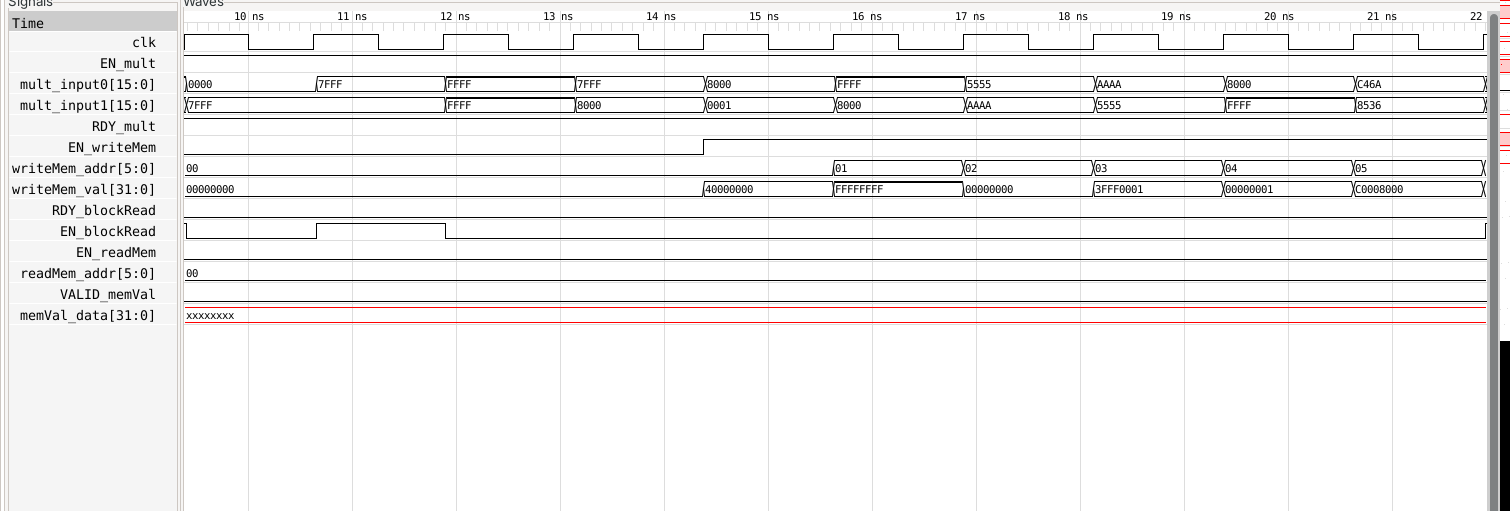 Signals
Waves
Time
10 ns 11 ns 12 ns 13 ns 14 ns 15 ns 16 ns 17 ns 18 ns 19 ns 20 ns 21 ns 22
clk
EN_mult
mult_input0[15:0] 0000 7FFF FFFF 7FFF 8000 FFFF 5555 AAAA 8000 C46A
mult_input1[15:0] 7FFF FFFF 8000 0001 8000 AAAA 5555 FFFF 8536
RDY_mult
EN_writeMem
writeMem_addr[5:0] 00 01 02 03 04 05
writeMem_val[31:0] 00000000 40000000 FFFFFFFF 00000000 3FFF0001 00000001 C0008000
RDY_blockRead
EN_blockRead
EN_readMem
readMem_addr[5:0] 00
VALID_memVal
memVal_data[31:0] xxxxxxxx